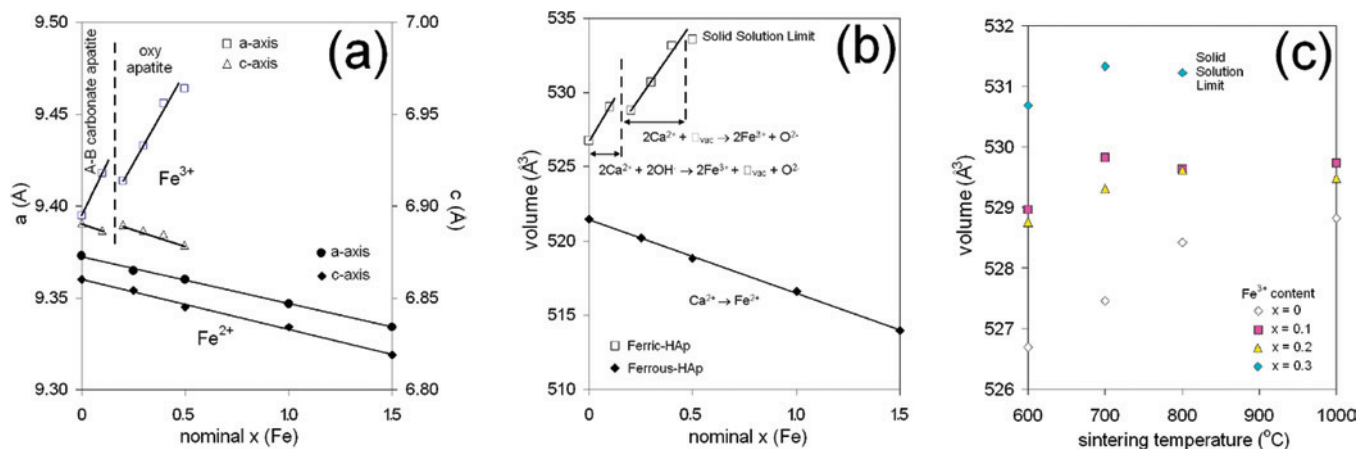 (a)
9.50
9.45
9.40
9.35
9.30
a (Å)
7.00
6.95
6.90
6.85
6.80
c (Å)
A-B carbonate apatite
oxy
apatite
a-axis
c-axis
Fe³⁺
a-axis
c-axis
Fe²⁺
0
0.5
1.0
1.5
nominal x (Fe)
(b)
535
530
525
520
515
510
volume (Å³)
Solid Solution Limit
2Ca²⁺ + □vac → 2Fe³⁺ + O²⁻
2Ca²⁺ + 2OH⁻ → 2Fe³⁺ + □vac + O²⁻
Ca²⁺ → Fe²⁺
Ferric-HAp
Ferrous-HAp
0
0.5
1.0
1.5
nominal x (Fe)
(c)
532
531
530
529
528
527
526
volume (Å³)
Solid
Solution
Limit
Fe³⁺ content
x = 0
x = 0.1
x = 0.2
x = 0.3
600
700
800
900
1000
sintering temperature (°C)